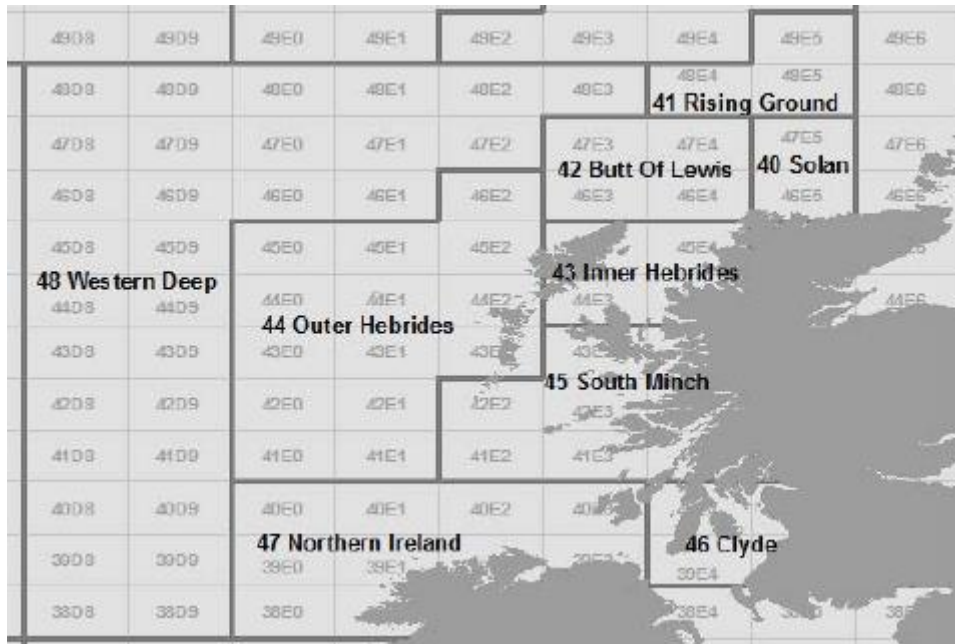 49D8 49D9 49E0 49E1 49E2 49E3 49E4 49E5 49E6
48D8 48D9 48E0 48E1 48E2 48E3 48E4 48E5 48E6
41 Rising Ground
47D8 47D9 47E0 47E1 47E2 47E3 47E4 47E5 47E6
42 Butt Of Lewis 40 Solan
46D8 46D9 46E0 46E1 46E2 46E3 46E4 46E5 46E6
45D8 45D9 45E0 45E1 45E2 45E4
48 Western Deep 43 Inner Hebrides
44D8 44D9 44E0 44E1 44E2 44E3 44E6
44 Outer Hebrides
43D8 43D9 43E0 43E1
45 South Minch
42D8 42D9 42E0 42E1 42E2 42E3
41D8 41D9 41E0 41E1 41E2 41E3
40D8 40D9 40E0 40E1 40E2
47 Northern Ireland 46 Clyde
39D8 39D9 39E0 39E1 39E4
38D8 38D9 38E0 38E4